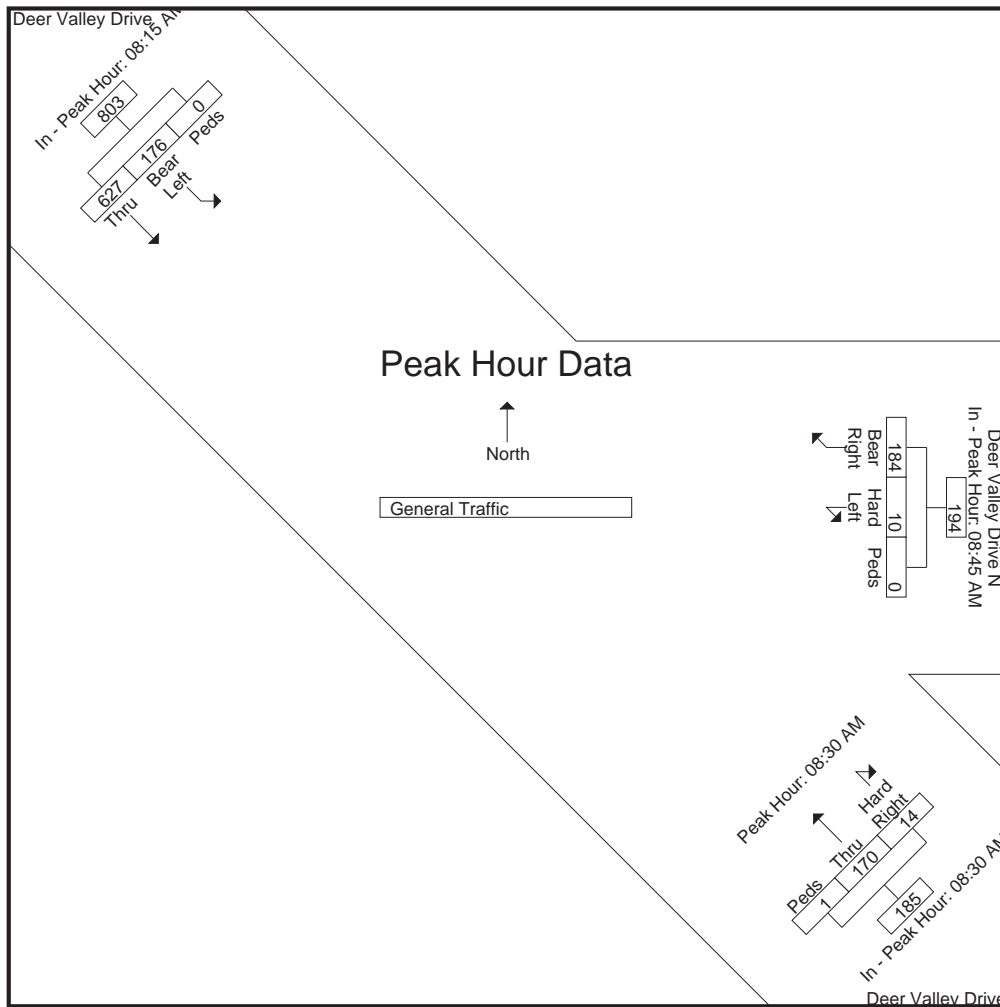 Deer Valley Drive
In - Peak Hour: 08:15 AM
803
627 176 0
Thru Bear Left Peds
Peak Hour Data
North
General Traffic
Deer Valley Drive N
In - Peak Hour: 08:45 AM
194
184 10 0
Bear Right Hard Left Peds
Peak Hour: 08:30 AM
Peds Thru Hard Right
1 170 14
185
In - Peak Hour: 08:30 AM
Deer Valley Drive